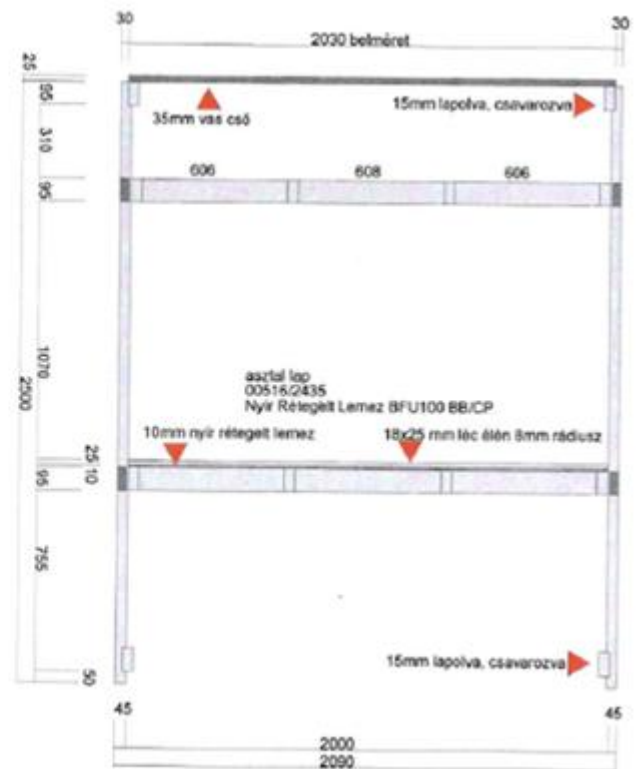 30
30
2030 belméret
25
95
310
95
1070
2500
25
10
95
755
50
35mm vas cső
15mm lapolva, csavarozva
606
608
606
asztal lap
00516/2435
Nyír Rétegelt Lemez BFU100 BB/CP
10mm nyír rétegelt lemez
18x25 mm léc élén 8mm rádiusz
15mm lapolva, csavarozva
45
45
2000
2090